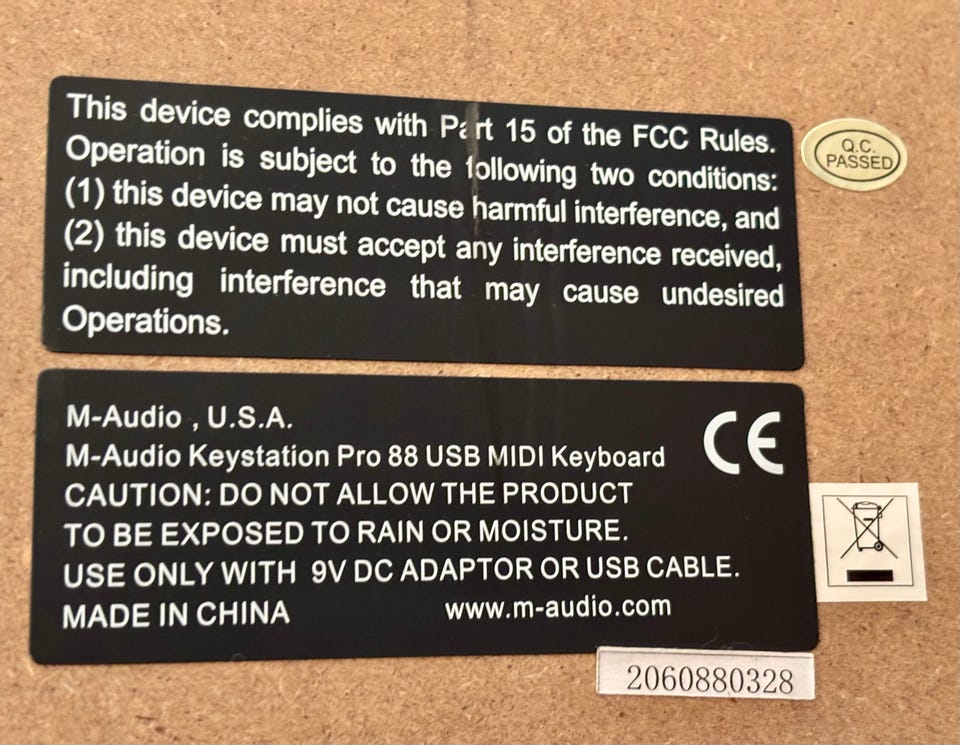 This device complies with Part 15 of the FCC Rules.
Operation is subject to the following two conditions:
(1) this device may not cause harmful interference, and
(2) this device must accept any interference received,
including interference that may cause undesired
Operations.
Q.C.
PASSED
M-Audio , U.S.A.
M-Audio Keystation Pro 88 USB MIDI Keyboard
CE
CAUTION: DO NOT ALLOW THE PRODUCT
TO BE EXPOSED TO RAIN OR MOISTURE.
USE ONLY WITH 9V DC ADAPTOR OR USB CABLE.
MADE IN CHINA www.m-audio.com
2060880328